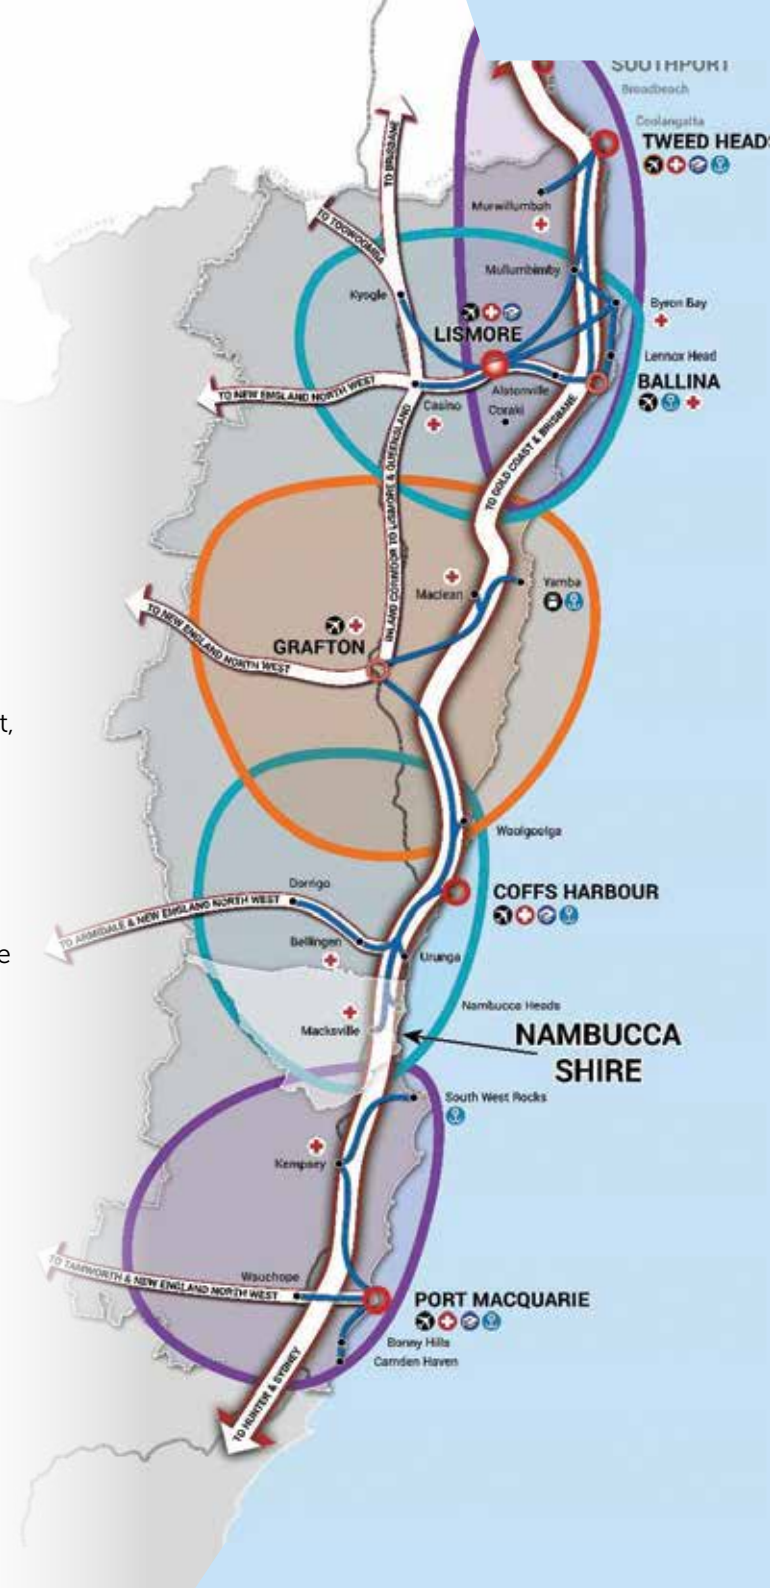 SOUTHPORT
Broadbeach
Coolangatta
TWEED HEADS
TO BRISBANE
Murwillumbah
TO TOOWOOMBA
Mullumbimby
Kyogle
Byron Bay
LISMORE
Lennox Head
TO NEW ENGLAND NORTH WEST
Alstonville
BALLINA
Casino
Coraki
TO GOLD COAST & BRISBANE
INLAND CORRIDOR TO LISMORE & QUEENSLAND
Maclean
Yamba
TO NEW ENGLAND NORTH WEST
GRAFTON
t,
Woolgoolga
Dorrigo
COFFS HARBOUR
TO ARMIDALE & NEW ENGLAND NORTH WEST
Bellingen
e
Urunga
Nambucca Heads
Macksville
NAMBUCCA
SHIRE
South West Rocks
Kempsey
TO TAMWORTH & NEW ENGLAND NORTH WEST
Wauchope
PORT MACQUARIE
Bonny Hills
Camden Haven
TO HUNTER & SYDNEY